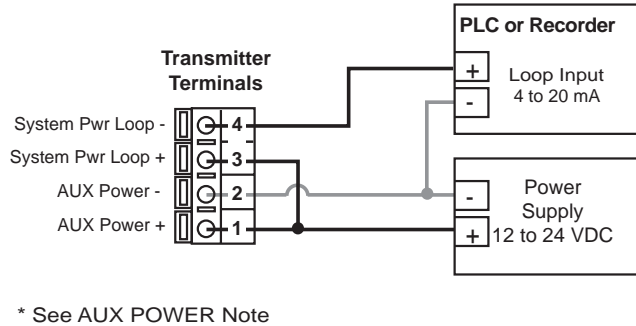 PLC or Recorder
Transmitter
Terminals
+
Loop Input
4 to 20 mA
-
System Pwr Loop -
4
System Pwr Loop +
3
AUX Power -
2
AUX Power +
1
-
Power
Supply
+
12 to 24 VDC
* See AUX POWER Note